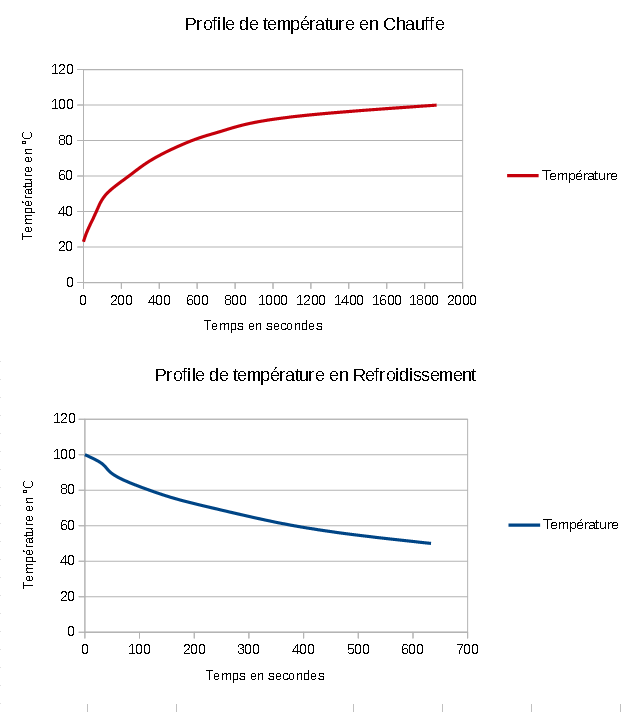 Profile de température en Chauffe
120
100
80
60
40
20
0
Température en °C
0 200 400 600 800 1000 1200 1400 1600 1800 2000
Temps en secondes
Température
Profile de température en Refroidissement
120
100
80
60
40
20
0
Température en °C
0 100 200 300 400 500 600 700
Temps en secondes
Température